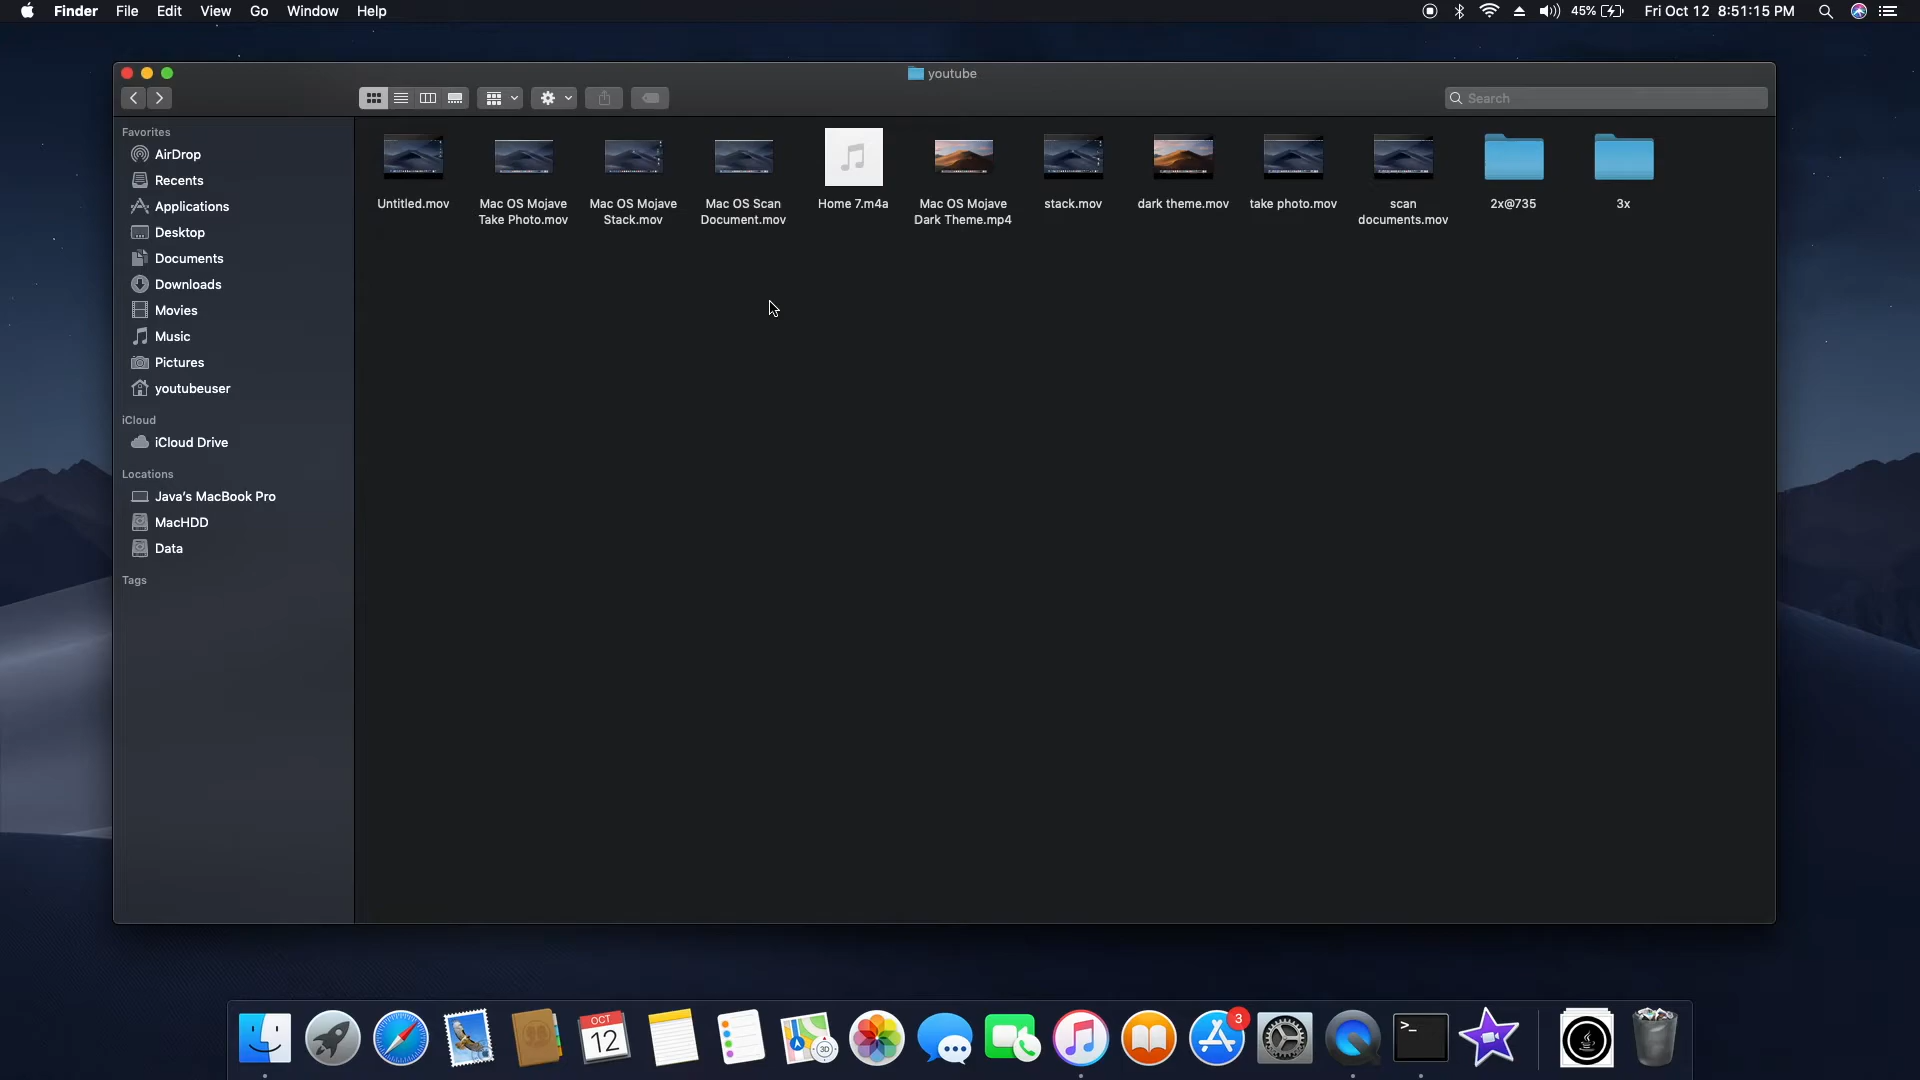 Finder File Edit View Go Window Help 45% Fri Oct 12 8:51:15 PM
youtube
Search
Favorites
AirDrop
Recents
Applications
Desktop
Documents
Downloads
Movies
Music
Pictures
youtubeuser
iCloud
iCloud Drive
Locations
Java's MacBook Pro
MacHDD
Data
Tags
Untitled.mov
Mac OS Mojave
Take Photo.mov
Mac OS Mojave
Stack.mov
Mac OS Scan
Document.mov
Home 7.m4a
Mac OS Mojave
Dark Theme.mp4
stack.mov
dark theme.mov
take photo.mov
scan
documents.mov
2x@735
3x
OCT
12
3D
3
>_